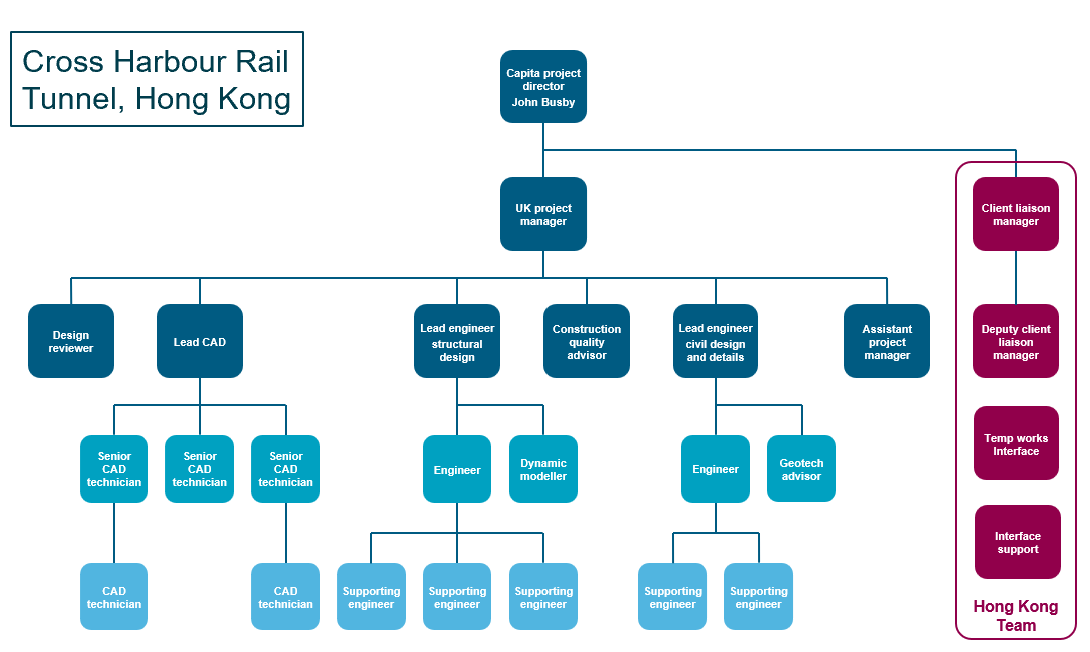 Cross Harbour Rail
Tunnel, Hong Kong
Capita project
director
John Busby
UK project
manager
Client liaison
manager
Design
reviewer
Lead CAD
Lead engineer
structural
design
Construction
quality
advisor
Lead engineer
civil design
and details
Assistant
project
manager
Deputy client
liaison
manager
Senior
CAD
technician
Senior
CAD
technician
Senior
CAD
technician
Engineer
Dynamic
modeller
Engineer
Geotech
advisor
Temp works
Interface
Interface
support
CAD
technician
CAD
technician
Supporting
engineer
Supporting
engineer
Supporting
engineer
Supporting
engineer
Supporting
engineer
Hong Kong
Team